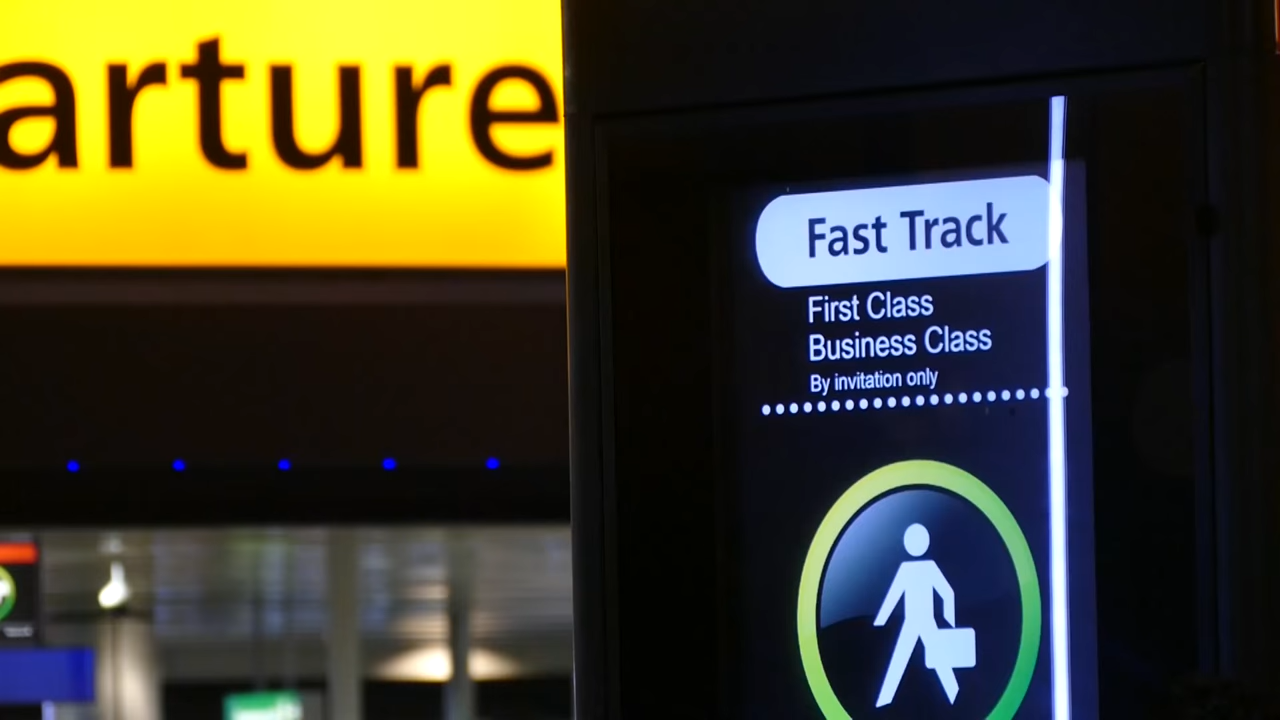 arture
Fast Track
First Class
Business Class
By invitation only